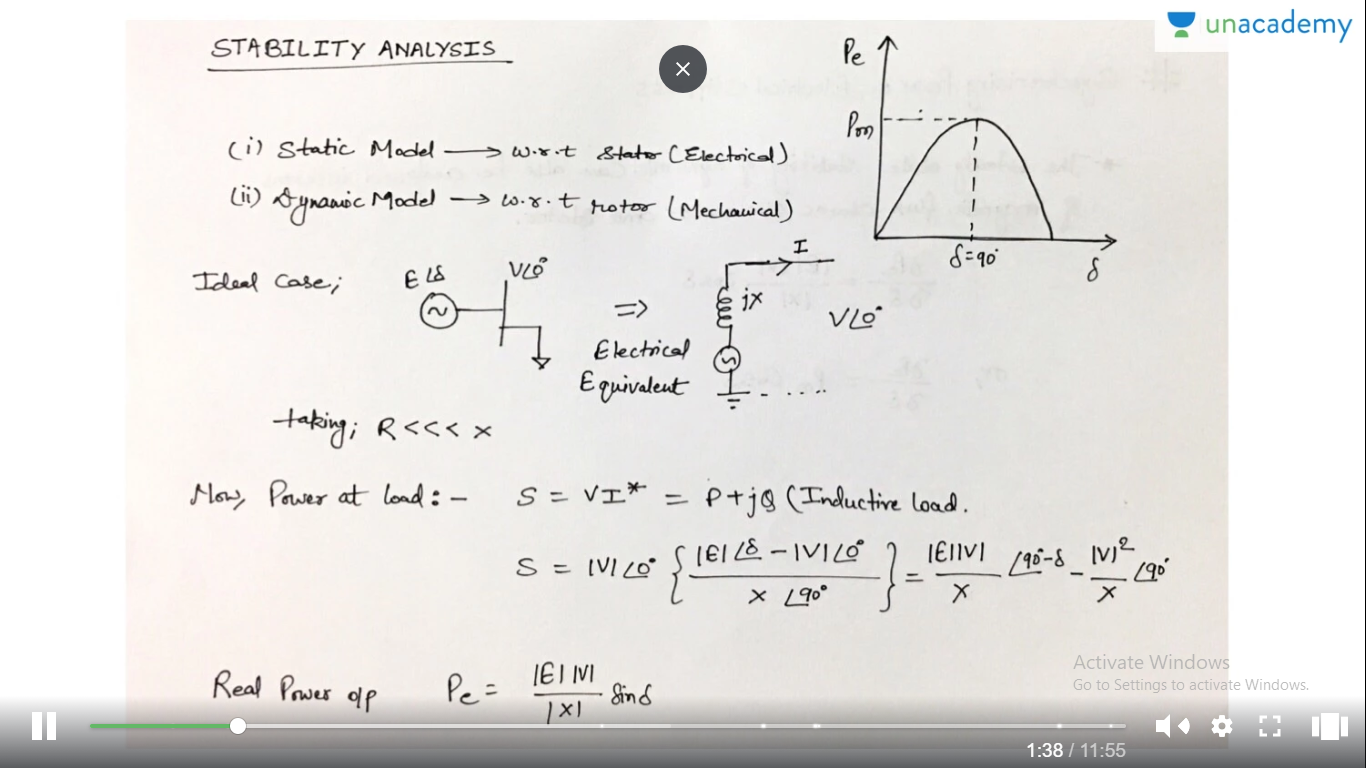 unacademy
STABILITY ANALYSIS
Pe
Pm
δ=90°
δ
(i) Static Model → w.r.t Stator (Electrical)
(ii) Dynamic Model → w.r.t rotor (Mechanical)
Ideal Case;
E∠δ
V∠0°
⇒
Electrical
Equivalent
I
jX
V∠0°
taking; R <<< X
Now, Power at load:- S = VI* = P+jQ (Inductive load.
S = |V|∠0° { (|E|∠δ - |V|∠0°) / (X∠90°) } = |E||V|/X ∠90°-δ - |V|²/X ∠90°
Real Power o/p Pe = |E||V|/|X| Sinδ
Activate Windows
Go to Settings to activate Windows.
1:38 / 11:55